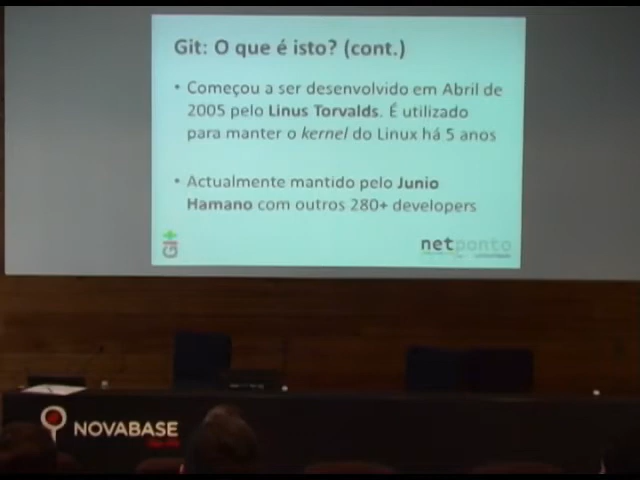 Git: O que é isto? (cont.)
• Começou a ser desenvolvido em Abril de
2005 pelo Linus Torvalds. É utilizado
para manter o kernel do Linux há 5 anos
• Actualmente mantido pelo Junio
Hamano com outros 280+ developers
git
netponto
NOVABASE